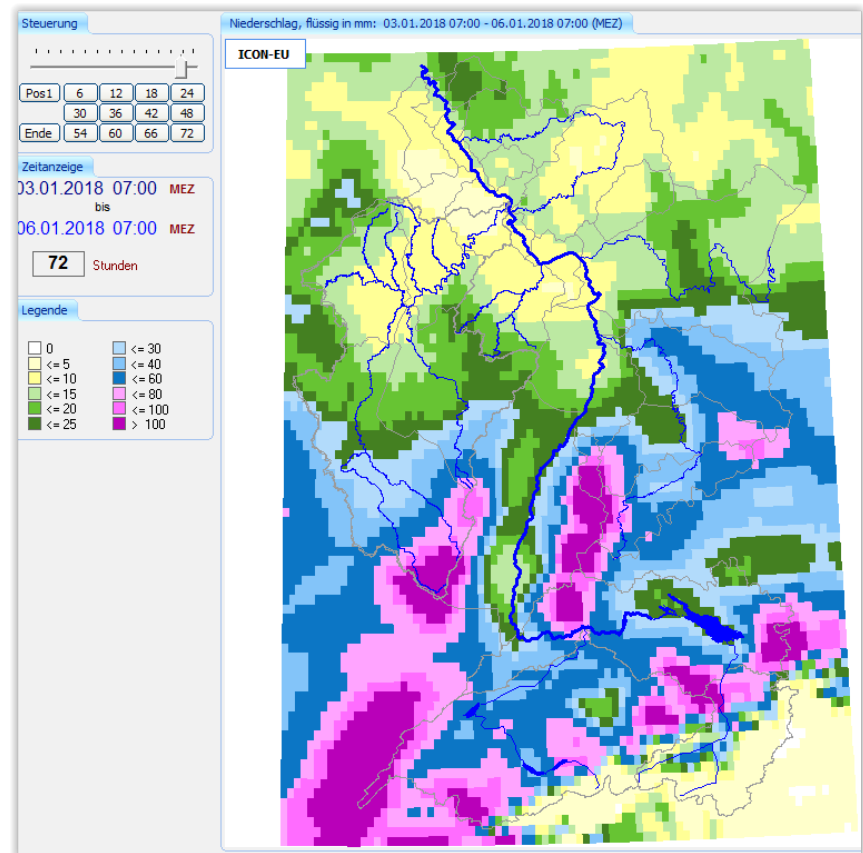 Steuerung
Pos1 6 12 18 24
30 36 42 48
Ende 54 60 66 72
Zeitanzeige
03.01.2018 07:00 MEZ
bis
06.01.2018 07:00 MEZ
72 Stunden
Legende
0 <= 30
<= 5 <= 40
<= 10 <= 60
<= 15 <= 80
<= 20 <= 100
<= 25 > 100
Niederschlag, flüssig in mm: 03.01.2018 07:00 - 06.01.2018 07:00 (MEZ)
ICON-EU